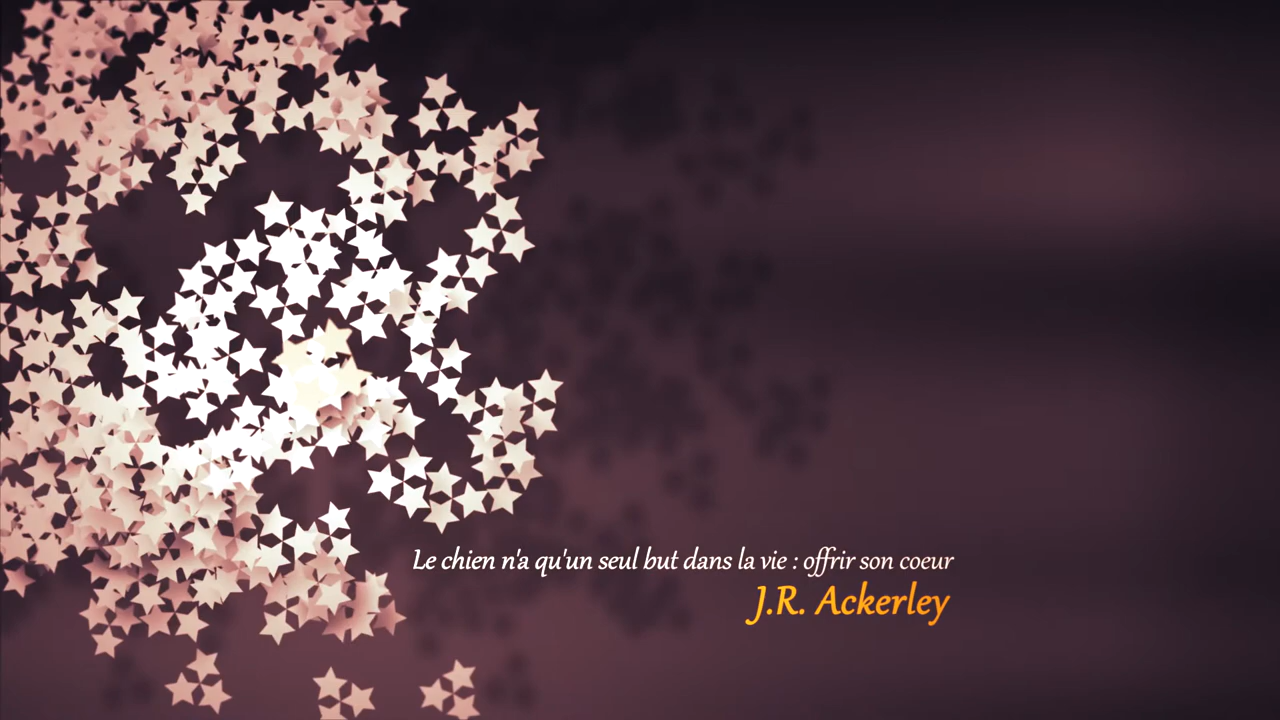 Le chien n'a qu'un seul but dans la vie : offrir son coeur
J.R. Ackerley